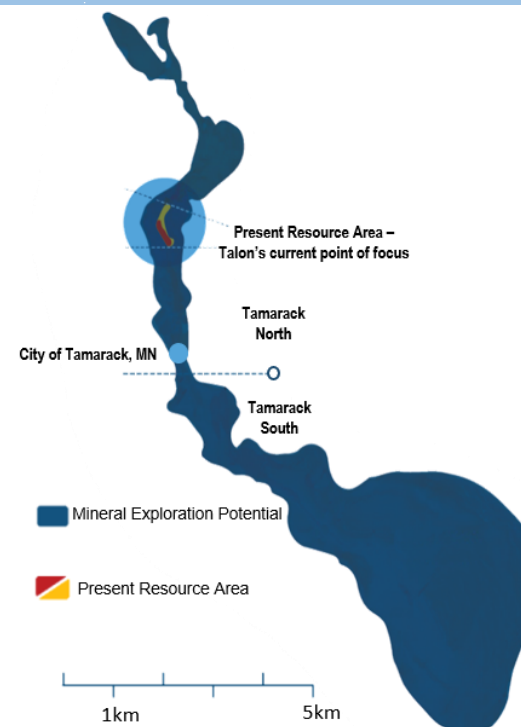 Present Resource Area –
Talon's current point of focus
Tamarack
North
City of Tamarack, MN
Tamarack
South
Mineral Exploration Potential
Present Resource Area
1km
5km